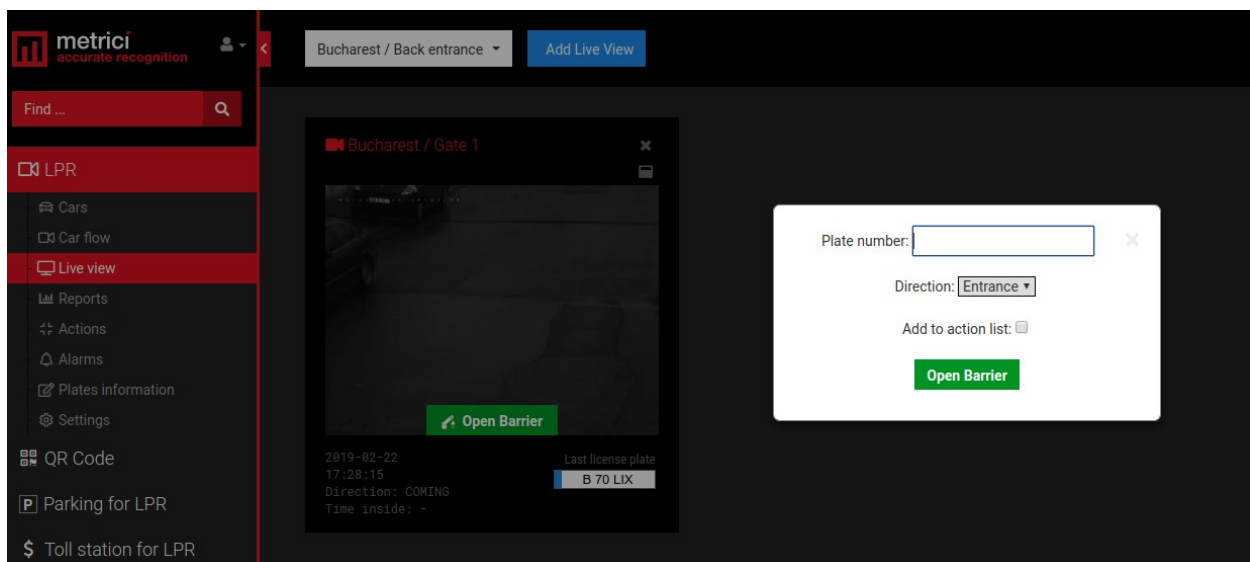 metrici
accurate recognition
Find ...
LPR
Cars
Car flow
Live view
Reports
Actions
Alarms
Plates information
Settings
QR Code
P Parking for LPR
$ Toll station for LPR
Bucharest / Back entrance
Add Live View
Bucharest / Gate 1
Open Barrier
2019-02-22
17:28:15
Direction: COMING
Time inside: -
Last license plate
B 70 LIX
Plate number:
Direction: Entrance
Add to action list:
Open Barrier